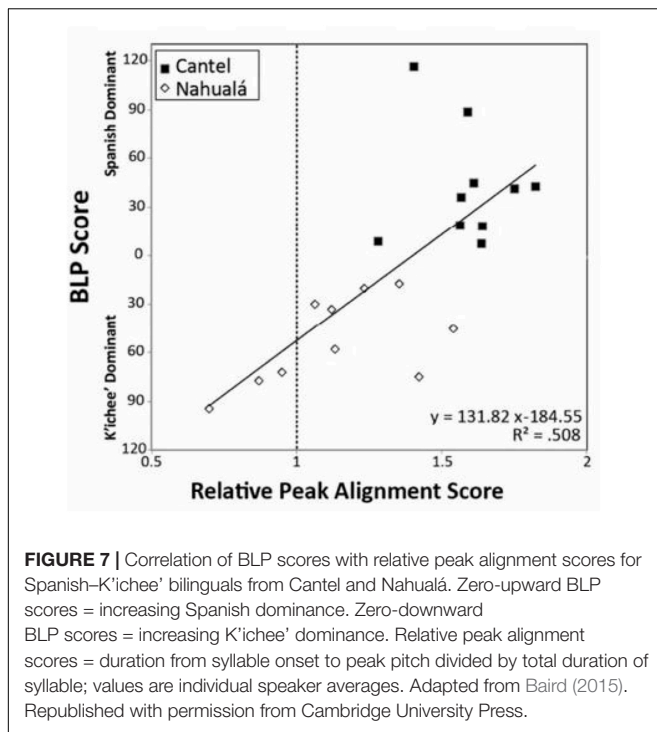 120
90
60
30
0
30
60
90
120
Spanish Dominant
K'ichee' Dominant
BLP Score
■ Cantel
◇ Nahualá
y = 131.82 x-184.55
R² = .508
0.5
1
1.5
2
Relative Peak Alignment Score
FIGURE 7 | Correlation of BLP scores with relative peak alignment scores for
Spanish–K'ichee' bilinguals from Cantel and Nahualá. Zero-upward BLP
scores = increasing Spanish dominance. Zero-downward
BLP scores = increasing K'ichee' dominance. Relative peak alignment
scores = duration from syllable onset to peak pitch divided by total duration of
syllable; values are individual speaker averages. Adapted from Baird (2015).
Republished with permission from Cambridge University Press.